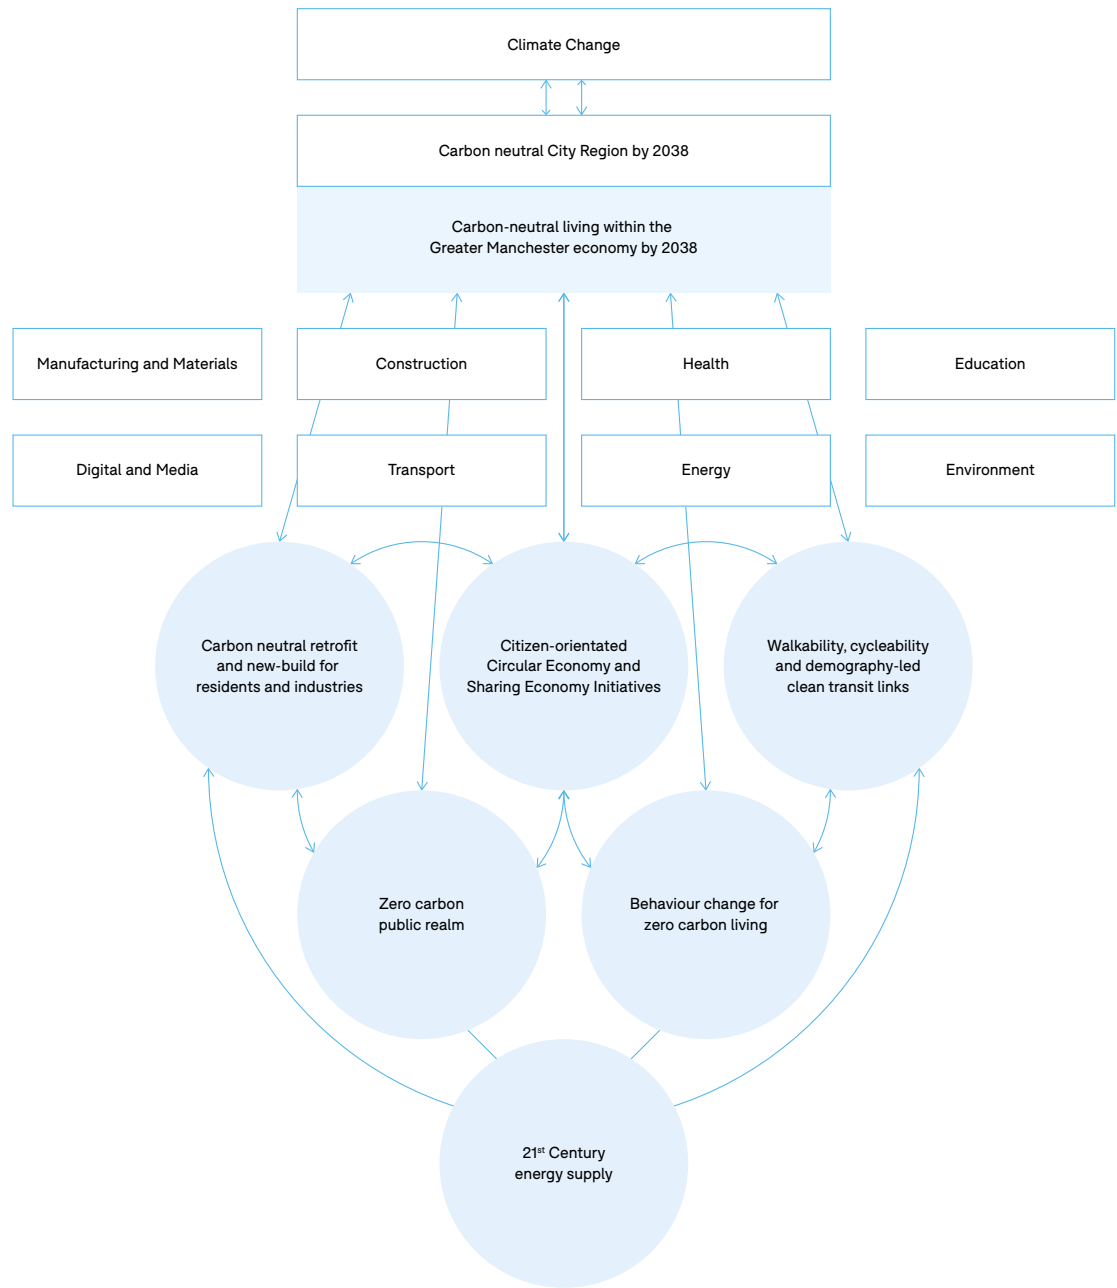 Climate Change
Carbon neutral City Region by 2038
Carbon-neutral living within the
Greater Manchester economy by 2038
Manufacturing and Materials
Construction
Health
Education
Digital and Media
Transport
Energy
Environment
Carbon neutral retrofit
and new-build for
residents and industries
Citizen-orientated
Circular Economy and
Sharing Economy Initiatives
Walkability, cycleability
and demography-led
clean transit links
Zero carbon
public realm
Behaviour change for
zero carbon living
21st Century
energy supply